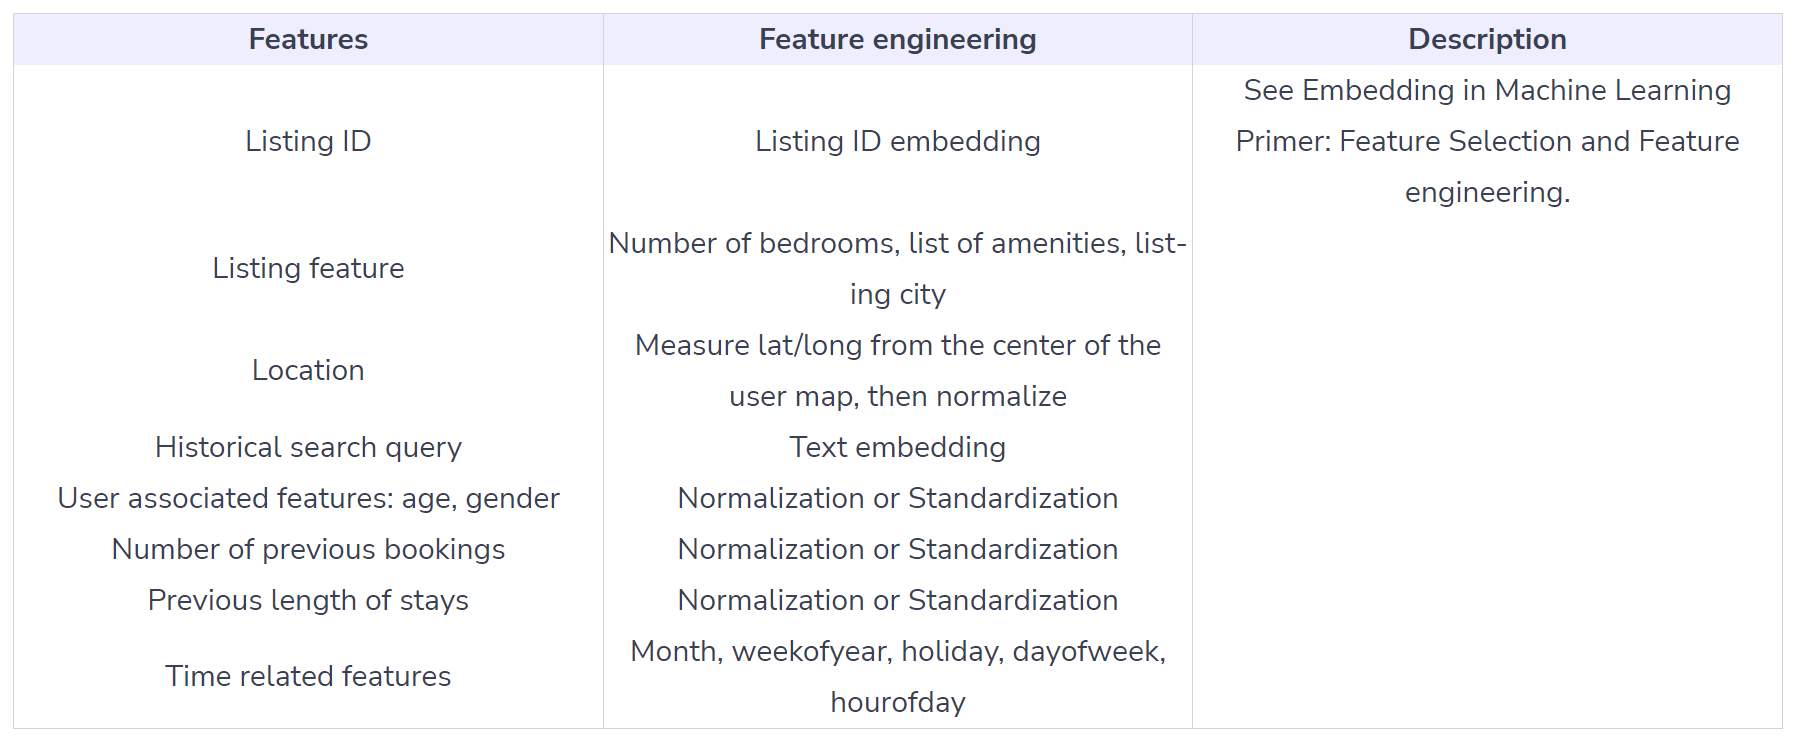 Features Feature engineering Description
See Embedding in Machine Learning
Listing ID Listing ID embedding Primer: Feature Selection and Feature
engineering.
Number of bedrooms, list of amenities, list-
Listing feature
ing city
Measure lat/long from the center of the
Location
user map, then normalize
Historical search query Text embedding
User associated features: age, gender Normalization or Standardization
Number of previous bookings Normalization or Standardization
Previous length of stays Normalization or Standardization
Month, weekofyear, holiday, dayofweek,
Time related features
hourofday